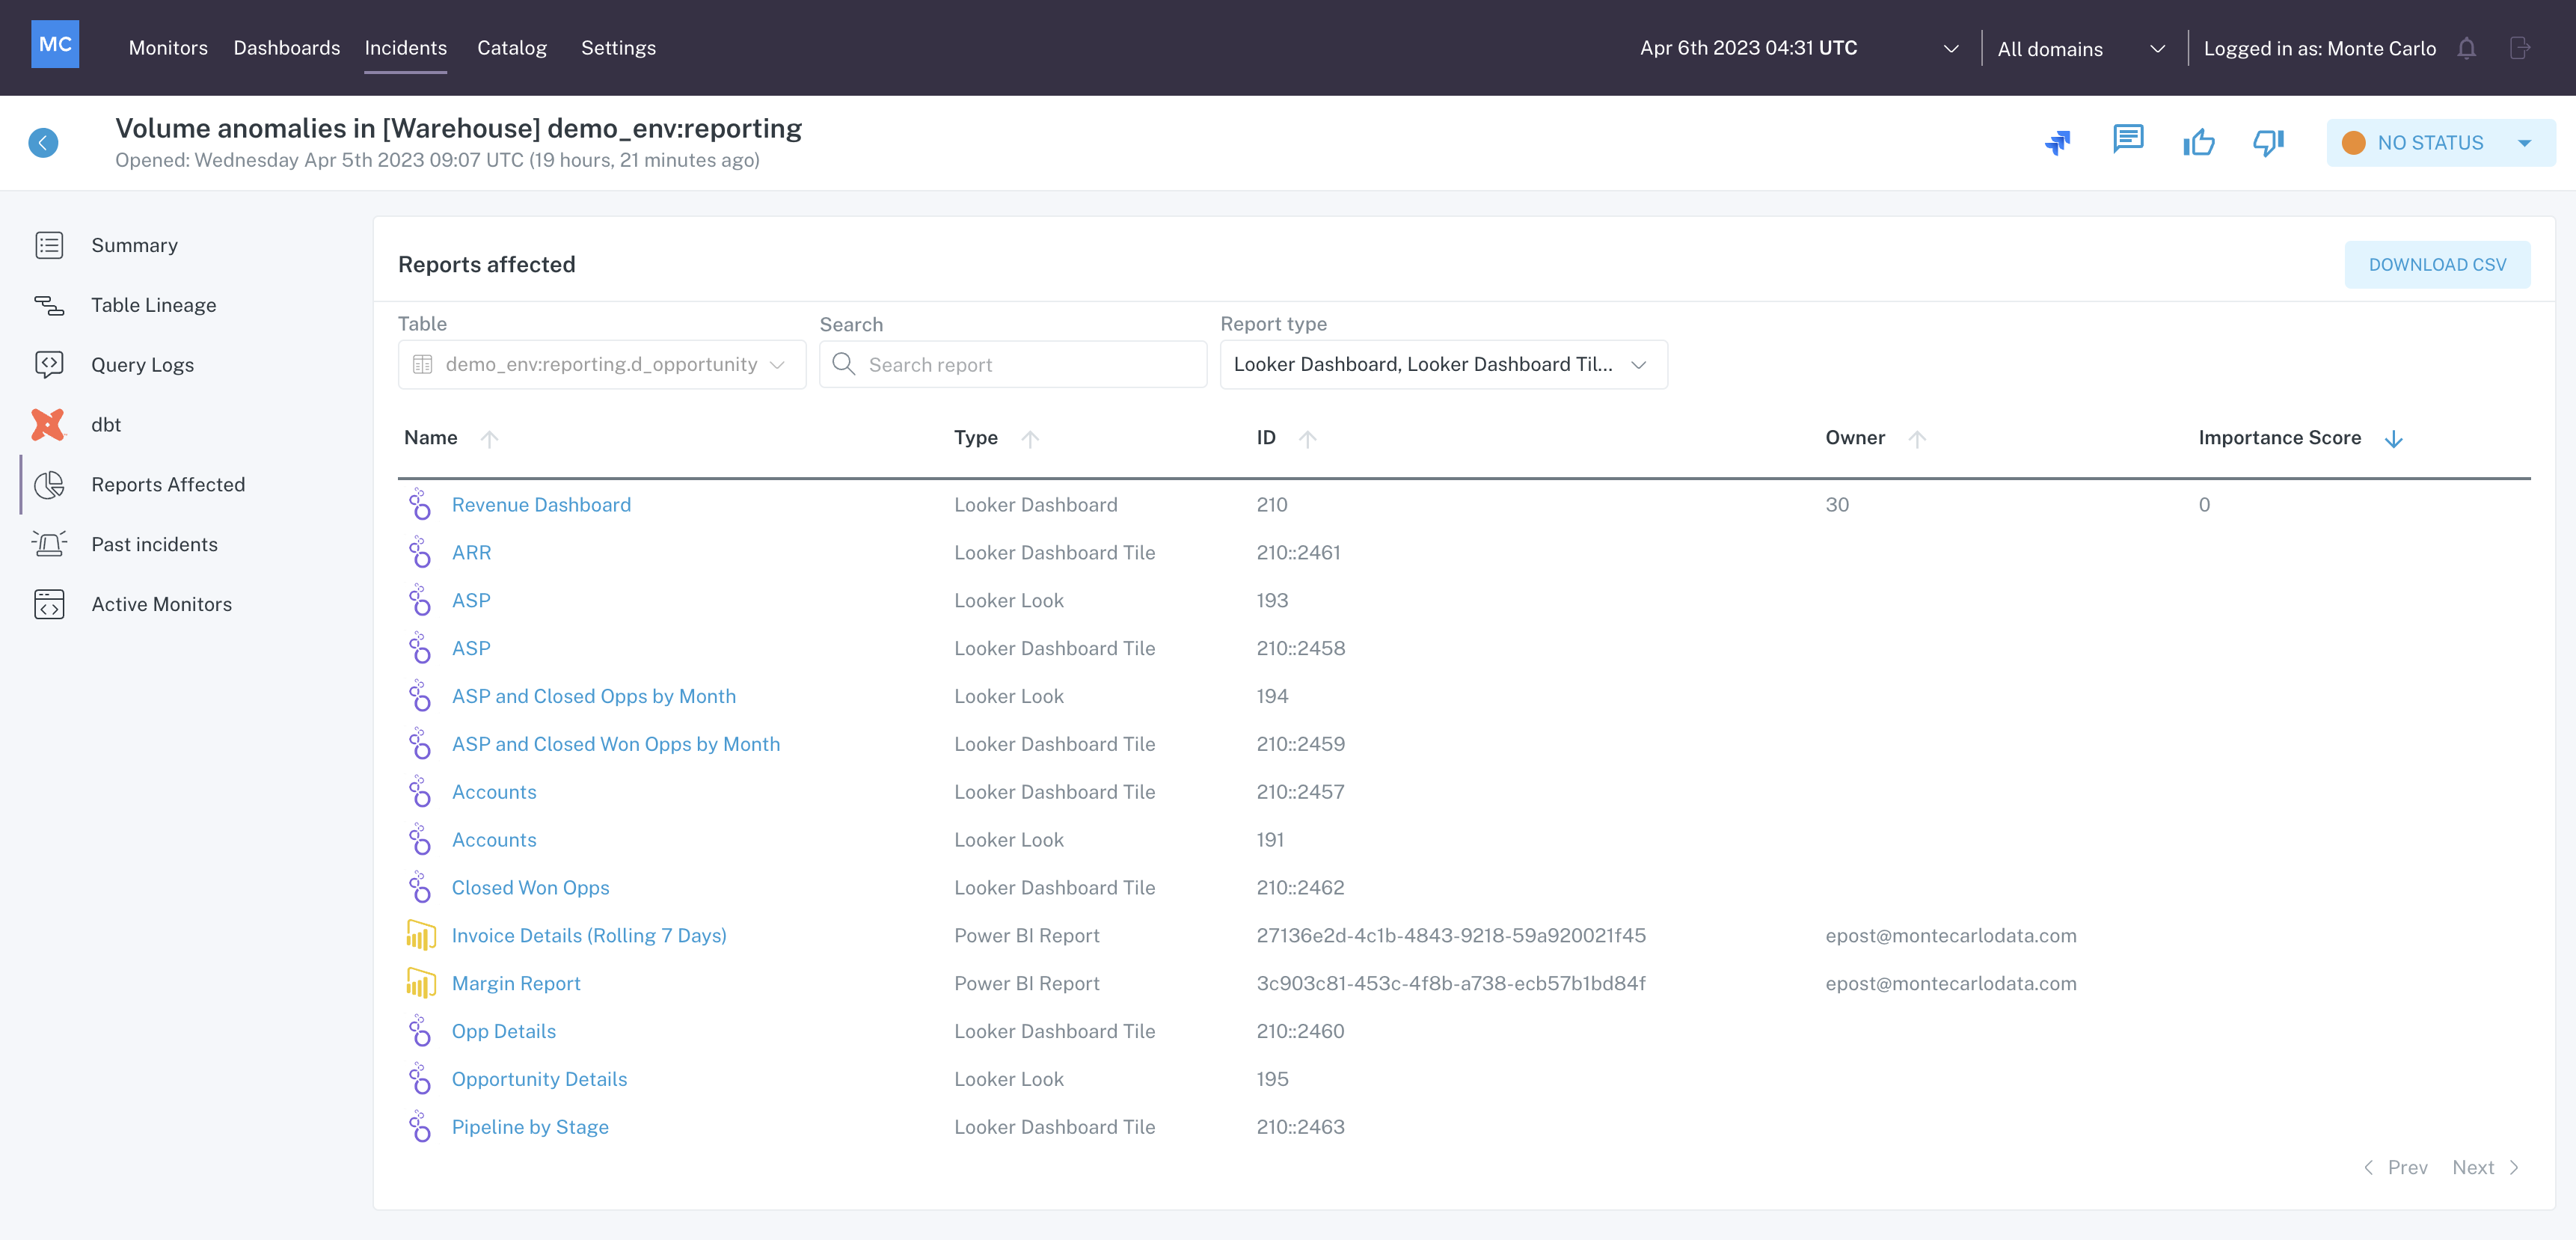 MC Monitors Dashboards Incidents Catalog Settings Apr 6th 2023 04:31 UTC All domains Logged in as: Monte Carlo
Volume anomalies in [Warehouse] demo_env:reporting
Opened: Wednesday Apr 5th 2023 09:07 UTC (19 hours, 21 minutes ago)
NO STATUS
Summary
Table Lineage
Query Logs
dbt
Reports Affected
Past incidents
Active Monitors
Reports affected DOWNLOAD CSV
Table Search Report type
demo_env:reporting.d_opportunity Search report Looker Dashboard, Looker Dashboard Til...
Name Type ID Owner Importance Score
Revenue Dashboard Looker Dashboard 210 30 0
ARR Looker Dashboard Tile 210::2461
ASP Looker Look 193
ASP Looker Dashboard Tile 210::2458
ASP and Closed Opps by Month Looker Look 194
ASP and Closed Won Opps by Month Looker Dashboard Tile 210::2459
Accounts Looker Dashboard Tile 210::2457
Accounts Looker Look 191
Closed Won Opps Looker Dashboard Tile 210::2462
Invoice Details (Rolling 7 Days) Power BI Report 27136e2d-4c1b-4843-9218-59a920021f45 epost@montecarlodata.com
Margin Report Power BI Report 3c903c81-453c-4f8b-a738-ecb57b1bd84f epost@montecarlodata.com
Opp Details Looker Dashboard Tile 210::2460
Opportunity Details Looker Look 195
Pipeline by Stage Looker Dashboard Tile 210::2463
Prev Next